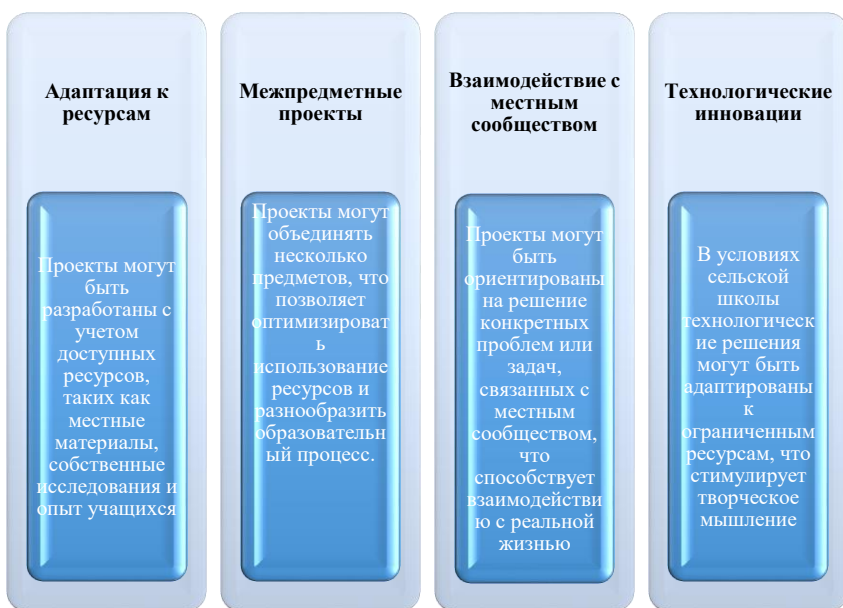 Адаптация к
ресурсам
Проекты могут
быть
разработаны с
учетом
доступных
ресурсов,
таких как
местные
материалы,
собственные
исследования и
опыт учащихся
Межпредметные
проекты
Проекты могут
объединять
несколько
предметов, что
позволяет
оптимизироват
ь
использование
ресурсов и
разнообразить
образовательн
ый процесс.
Взаимодействие с
местным
сообществом
Проекты могут
быть
ориентированы
на решение
конкретных
проблем или
задач,
связанных с
местным
сообществом,
что
способствует
взаимодействи
ю с реальной
жизнью
Технологические
инновации
В условиях
сельской
школы
технологическ
ие решения
могут быть
адаптированы
к
ограниченным
ресурсам, что
стимулирует
творческое
мышление